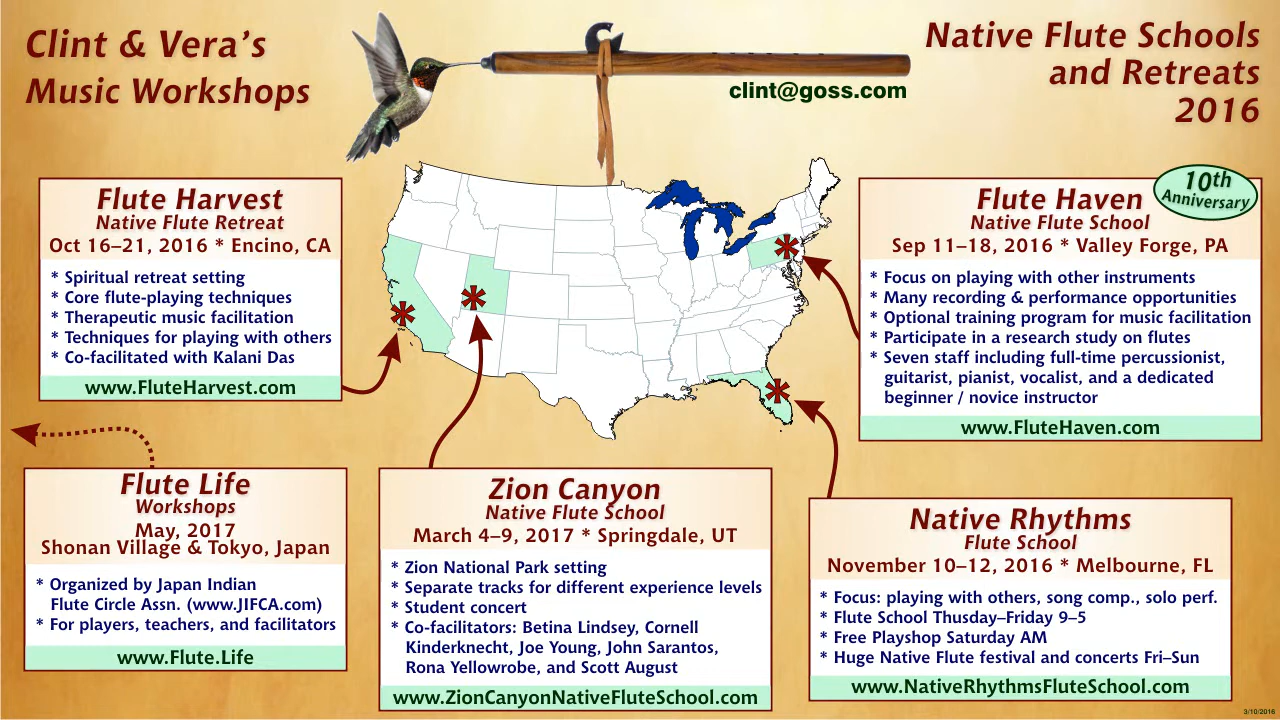 Clint & Vera's
Music Workshops
clint@goss.com
Native Flute Schools
and Retreats
2016
Flute Harvest
Native Flute Retreat
Oct 16–21, 2016 * Encino, CA
* Spiritual retreat setting
* Core flute-playing techniques
* Therapeutic music facilitation
* Techniques for playing with others
* Co-facilitated with Kalani Das
www.FluteHarvest.com
10th
Anniversary
Flute Haven
Native Flute School
Sep 11–18, 2016 * Valley Forge, PA
* Focus on playing with other instruments
* Many recording & performance opportunities
* Optional training program for music facilitation
* Participate in a research study on flutes
* Seven staff including full-time percussionist,
guitarist, pianist, vocalist, and a dedicated
beginner / novice instructor
www.FluteHaven.com
Flute Life
Workshops
May, 2017
Shonan Village & Tokyo, Japan
* Organized by Japan Indian
Flute Circle Assn. (www.JIFCA.com)
* For players, teachers, and facilitators
www.Flute.Life
Zion Canyon
Native Flute School
March 4–9, 2017 * Springdale, UT
* Zion National Park setting
* Separate tracks for different experience levels
* Student concert
* Co-facilitators: Betina Lindsey, Cornell
Kinderknecht, Joe Young, John Sarantos,
Rona Yellowrobe, and Scott August
www.ZionCanyonNativeFluteSchool.com
Native Rhythms
Flute School
November 10–12, 2016 * Melbourne, FL
* Focus: playing with others, song comp., solo perf.
* Flute School Thusday–Friday 9–5
* Free Playshop Saturday AM
* Huge Native Flute festival and concerts Fri–Sun
www.NativeRhythmsFluteSchool.com
3/10/2016